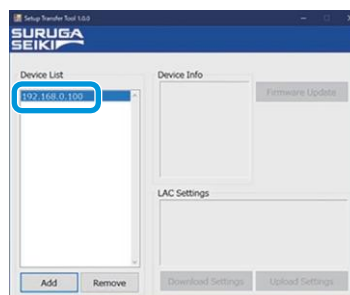 Setup Transfer Tool 1.0.0
SURUGA
SEIKI
Device List
192.168.0.100
Add
Remove
Device Info
Firmware Update
LAC Settings
Download Settings
Upload Settings